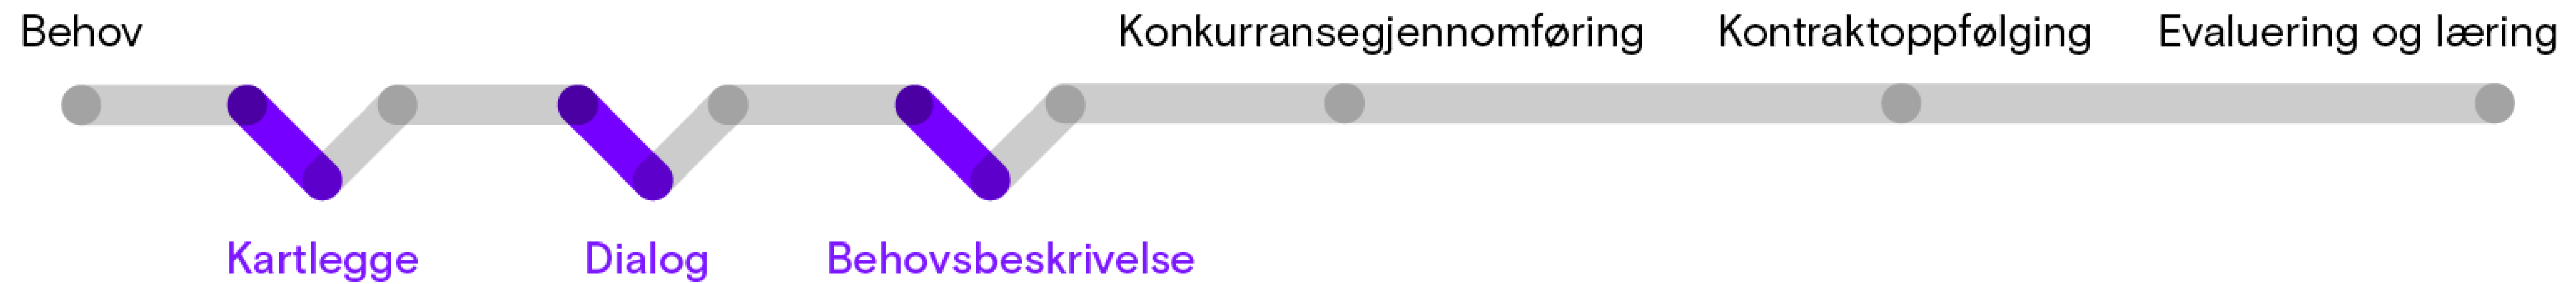 Behov
Konkurransegjennomføring
Kontraktoppfølging
Evaluering og læring
Kartlegge
Dialog
Behovsbeskrivelse